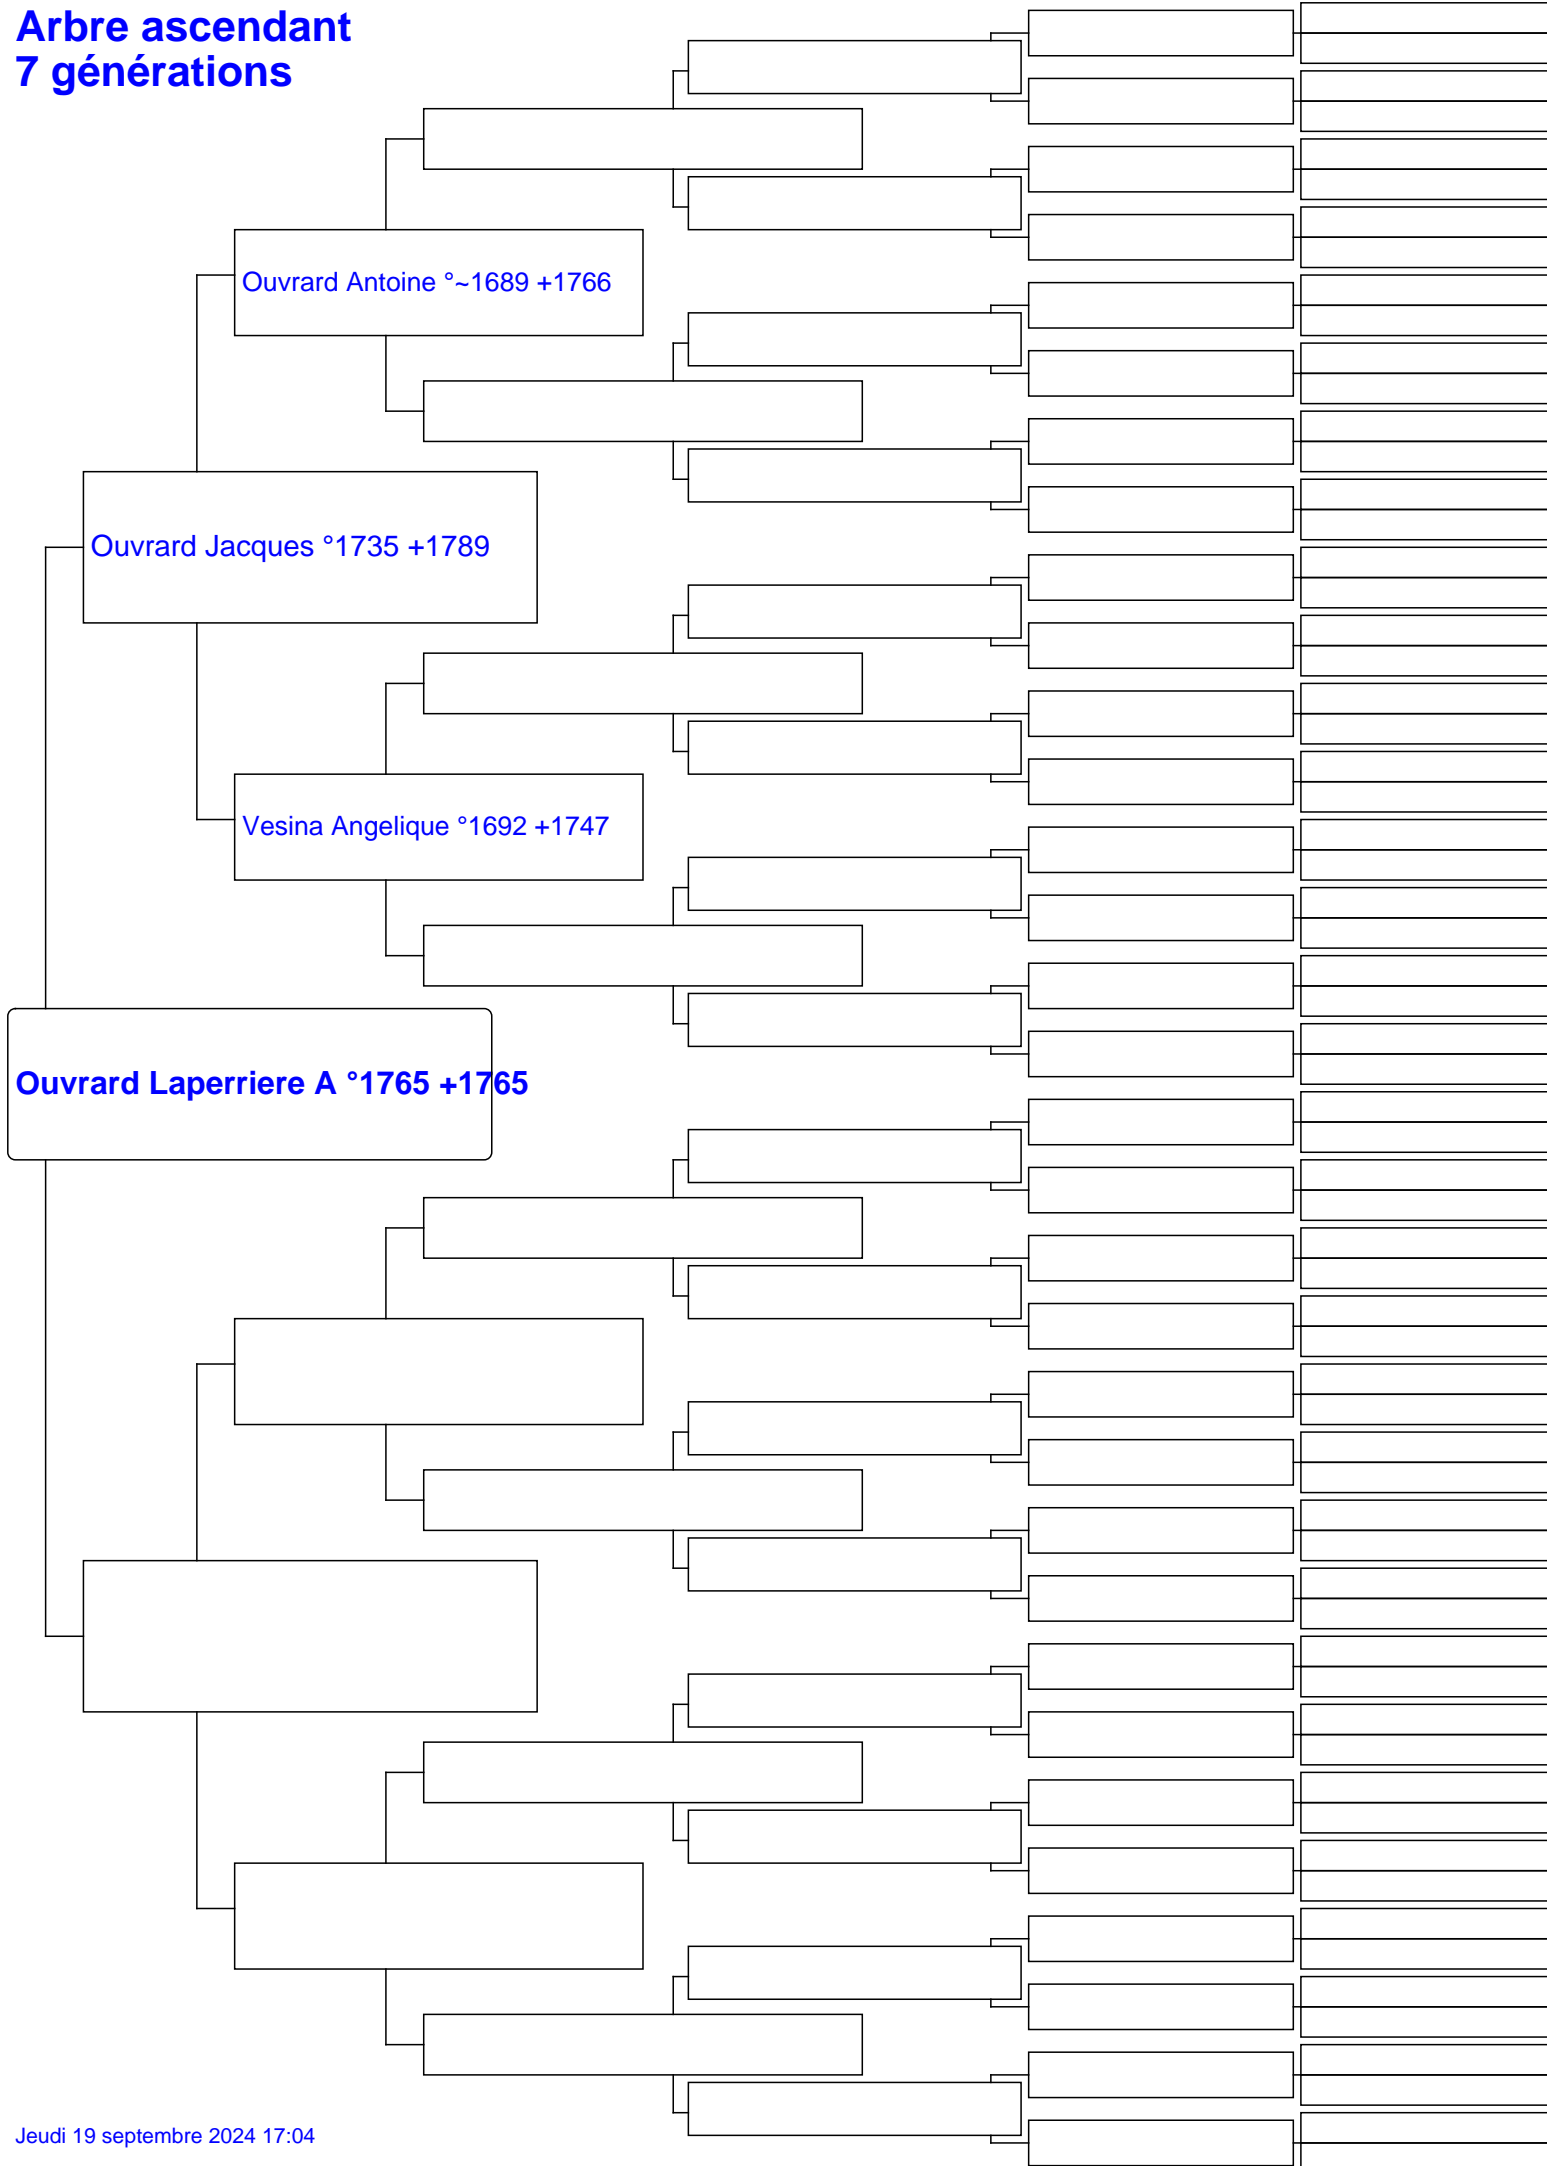 Arbre ascendant
7 générations
Ouvrard Antoine °~1689 +1766
Ouvrard Jacques °1735 +1789
Vesina Angelique °1692 +1747
Ouvrard Laperriere A °1765 +1765
Jeudi 19 septembre 2024 17:04